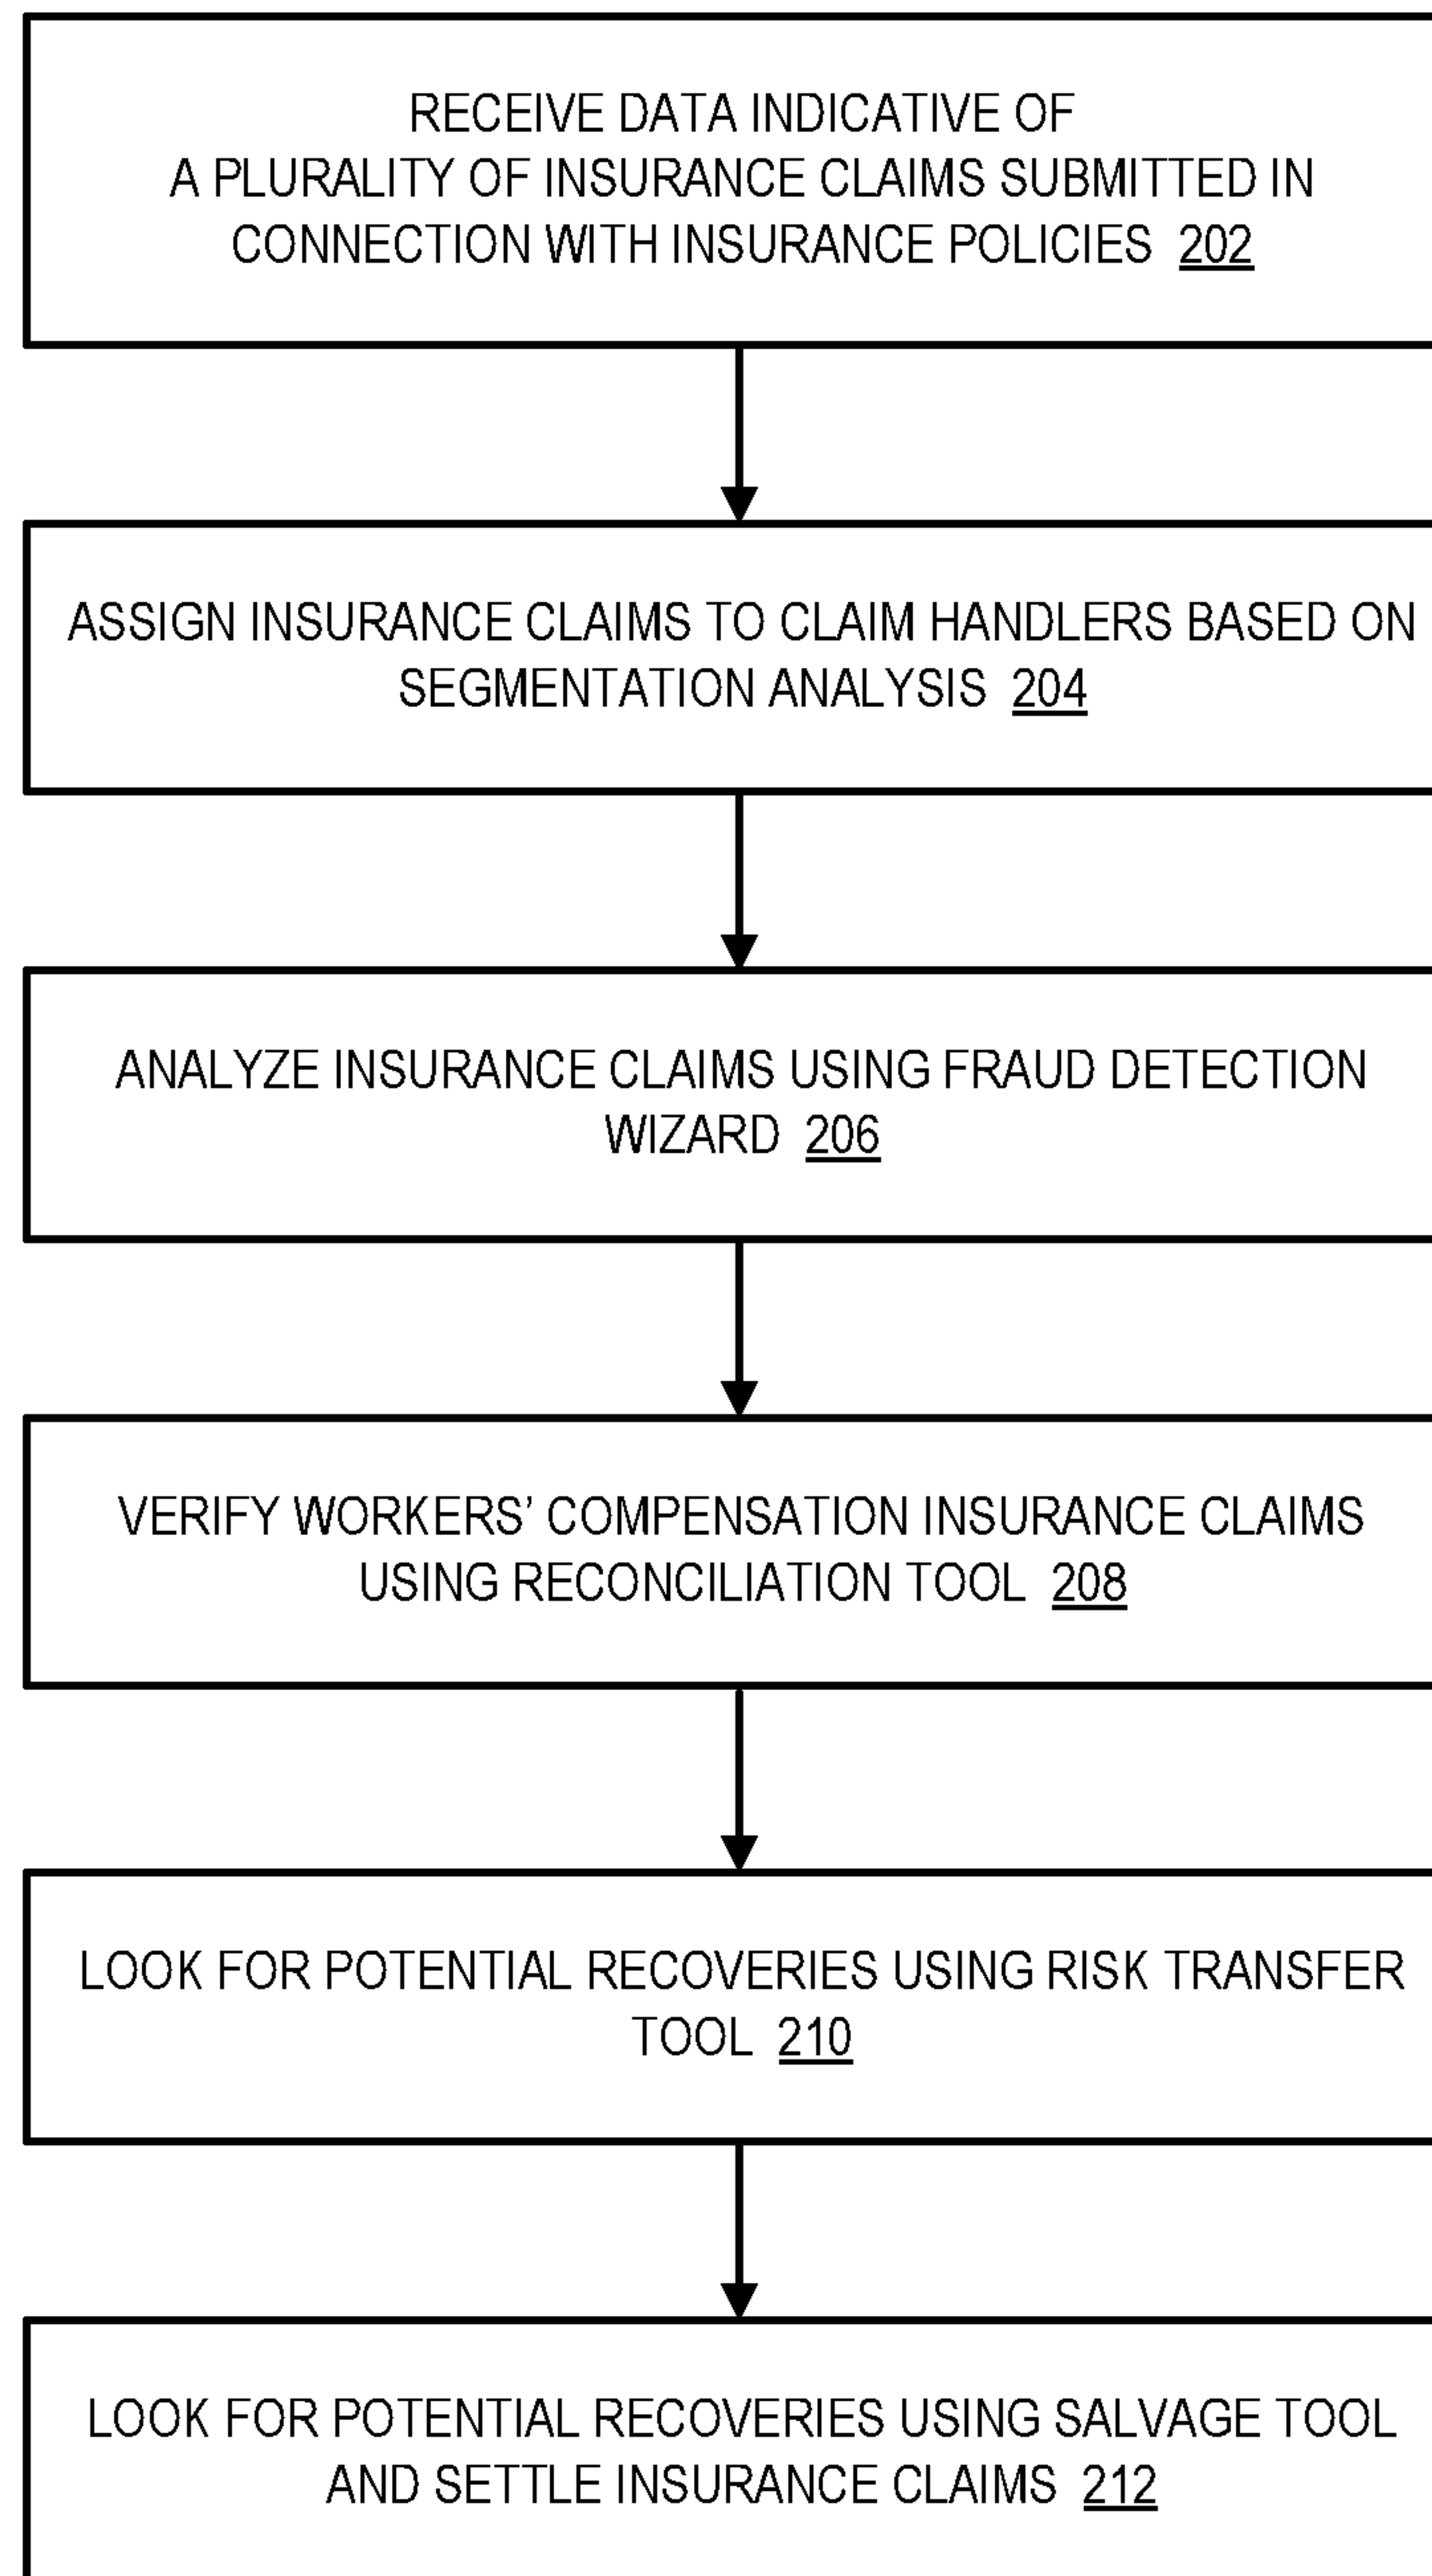 RECEIVE DATA INDICATIVE OF
A PLURALITY OF INSURANCE CLAIMS SUBMITTED IN
CONNECTION WITH INSURANCE POLICIES 202
ASSIGN INSURANCE CLAIMS TO CLAIM HANDLERS BASED ON
SEGMENTATION ANALYSIS 204
ANALYZE INSURANCE CLAIMS USING FRAUD DETECTION
WIZARD 206
VERIFY WORKERS’ COMPENSATION INSURANCE CLAIMS
USING RECONCILIATION TOOL 208
LOOK FOR POTENTIAL RECOVERIES USING RISK TRANSFER
TOOL 210
LOOK FOR POTENTIAL RECOVERIES USING SALVAGE TOOL
AND SETTLE INSURANCE CLAIMS 212